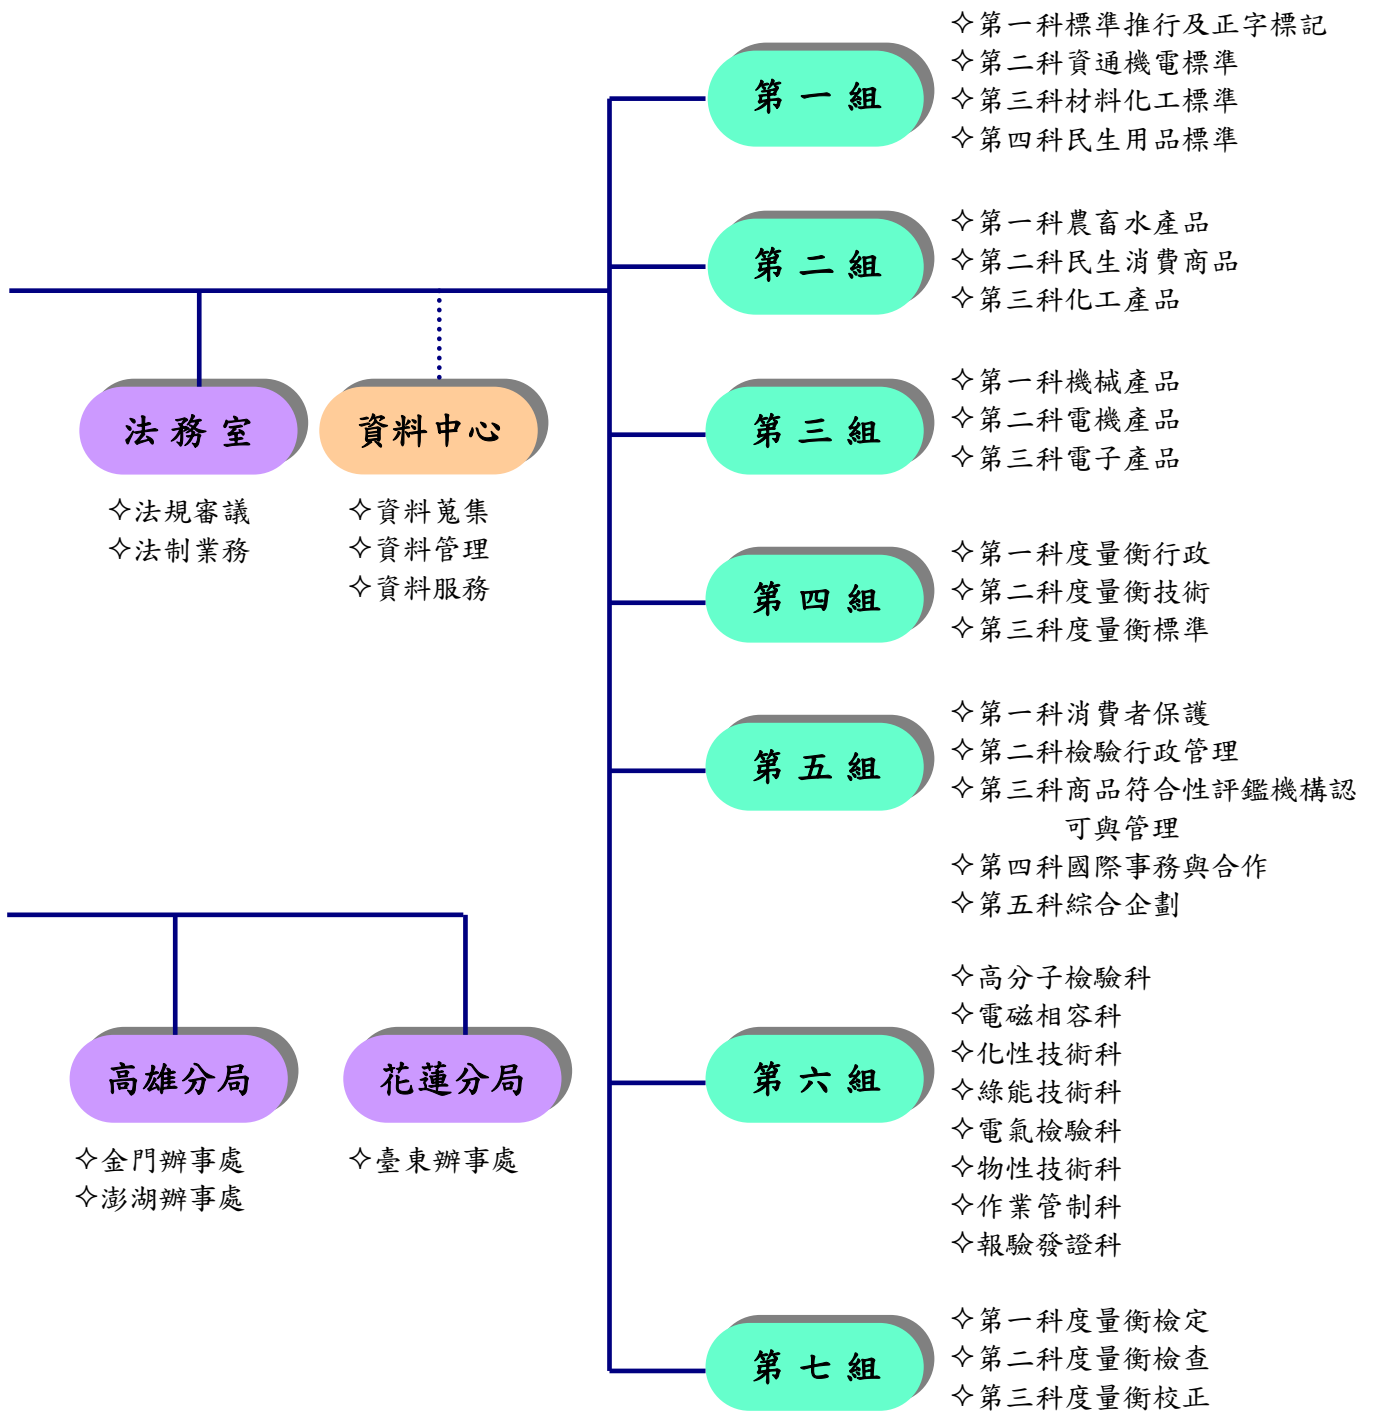 第一組
✧第一科標準推行及正字標記
✧第二科資通機電標準
✧第三科材料化工標準
✧第四科民生用品標準
第二組
✧第一科農畜水產品
✧第二科民生消費商品
✧第三科化工產品
法務室
✧法規審議
✧法制業務
資料中心
✧資料蒐集
✧資料管理
✧資料服務
第三組
✧第一科機械產品
✧第二科電機產品
✧第三科電子產品
第四組
✧第一科度量衡行政
✧第二科度量衡技術
✧第三科度量衡標準
第五組
✧第一科消費者保護
✧第二科檢驗行政管理
✧第三科商品符合性評鑑機構認
可與管理
✧第四科國際事務與合作
✧第五科綜合企劃
高雄分局
✧金門辦事處
✧澎湖辦事處
花蓮分局
✧臺東辦事處
第六組
✧高分子檢驗科
✧電磁相容科
✧化性技術科
✧綠能技術科
✧電氣檢驗科
✧物性技術科
✧作業管制科
✧報驗發證科
第七組
✧第一科度量衡檢定
✧第二科度量衡檢查
✧第三科度量衡校正